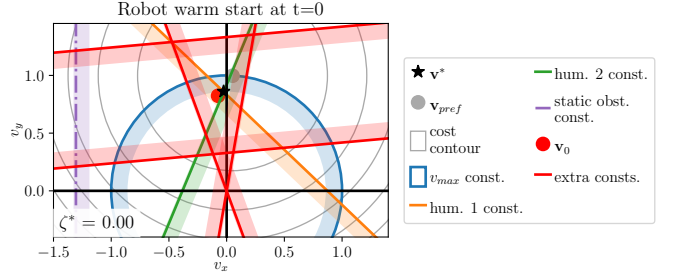 Robot warm start at t=0
v_y
1.0
0.5
0.0
ζ* = 0.00
−1.5 −1.0 −0.5 0.0 0.5 1.0
v_x
v*
v_pref
cost
contour
v_max const.
hum. 1 const.
hum. 2 const.
static obst.
const.
v_0
extra consts.